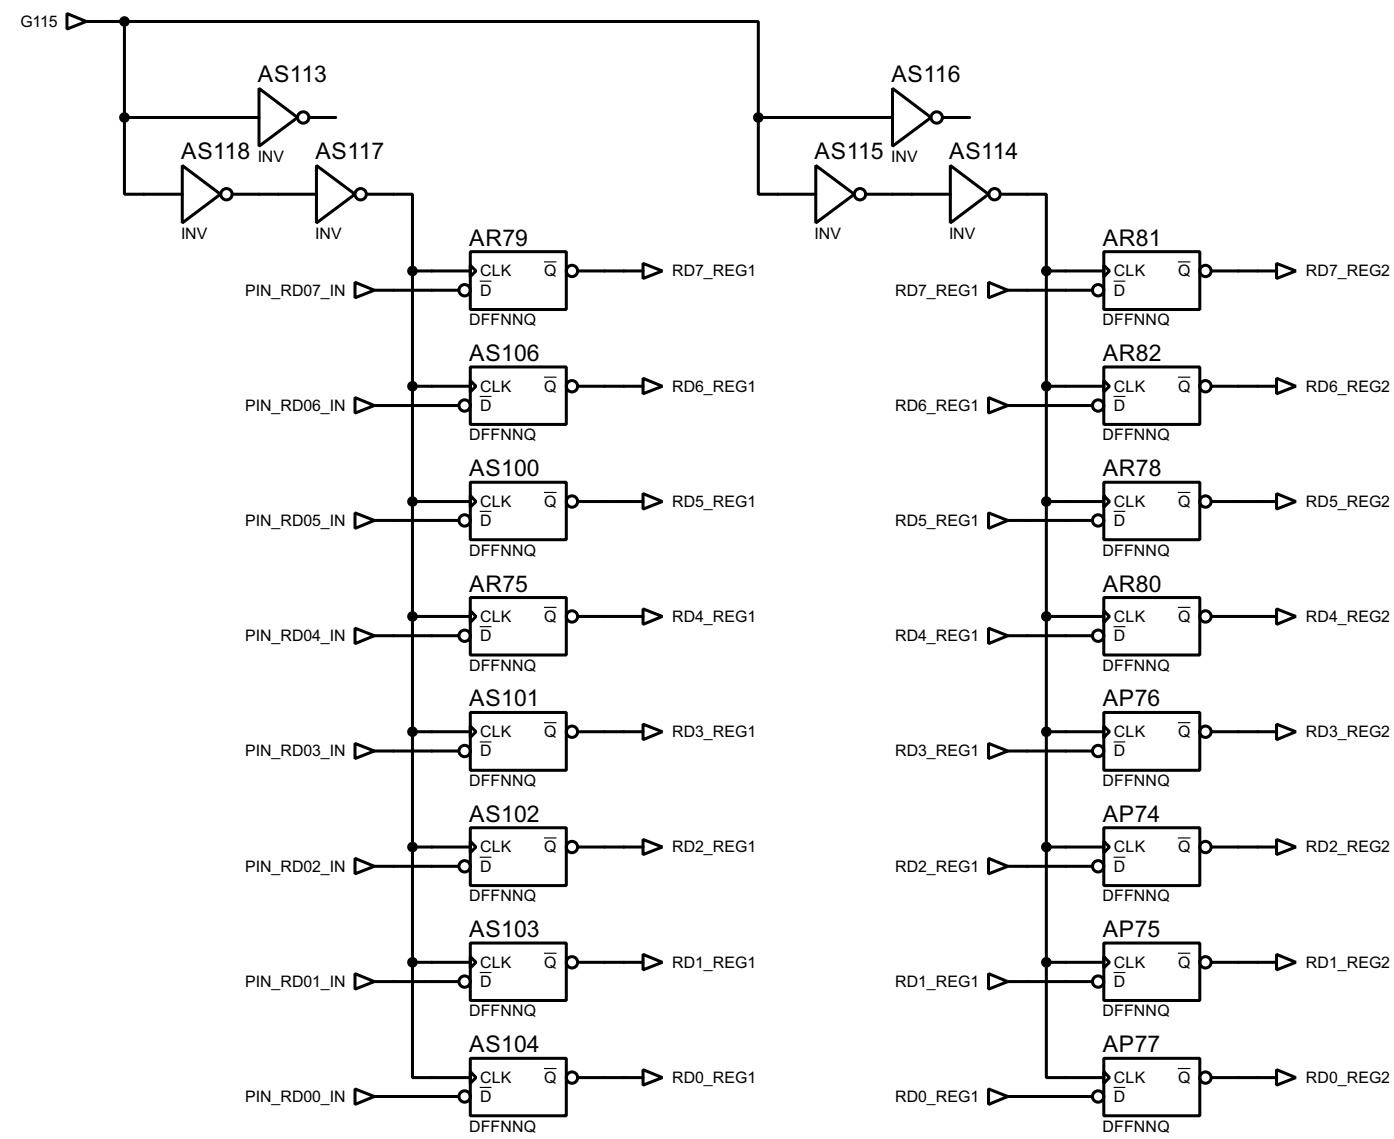 G115
AS113
INV
AS118
INV
AS117
INV
AS116
INV
AS115
INV
AS114
INV
AR79
CLK Q
PIN_RD07_IN D RD7_REG1
DFFNNQ
AS106
CLK Q
PIN_RD06_IN D RD6_REG1
DFFNNQ
AS100
CLK Q
PIN_RD05_IN D RD5_REG1
DFFNNQ
AR75
CLK Q
PIN_RD04_IN D RD4_REG1
DFFNNQ
AS101
CLK Q
PIN_RD03_IN D RD3_REG1
DFFNNQ
AS102
CLK Q
PIN_RD02_IN D RD2_REG1
DFFNNQ
AS103
CLK Q
PIN_RD01_IN D RD1_REG1
DFFNNQ
AS104
CLK Q
PIN_RD00_IN D RD0_REG1
DFFNNQ
AR81
CLK Q
RD7_REG1 D RD7_REG2
DFFNNQ
AR82
CLK Q
RD6_REG1 D RD6_REG2
DFFNNQ
AR78
CLK Q
RD5_REG1 D RD5_REG2
DFFNNQ
AR80
CLK Q
RD4_REG1 D RD4_REG2
DFFNNQ
AP76
CLK Q
RD3_REG1 D RD3_REG2
DFFNNQ
AP74
CLK Q
RD2_REG1 D RD2_REG2
DFFNNQ
AP75
CLK Q
RD1_REG1 D RD1_REG2
DFFNNQ
AP77
CLK Q
RD0_REG1 D RD0_REG2
DFFNNQ